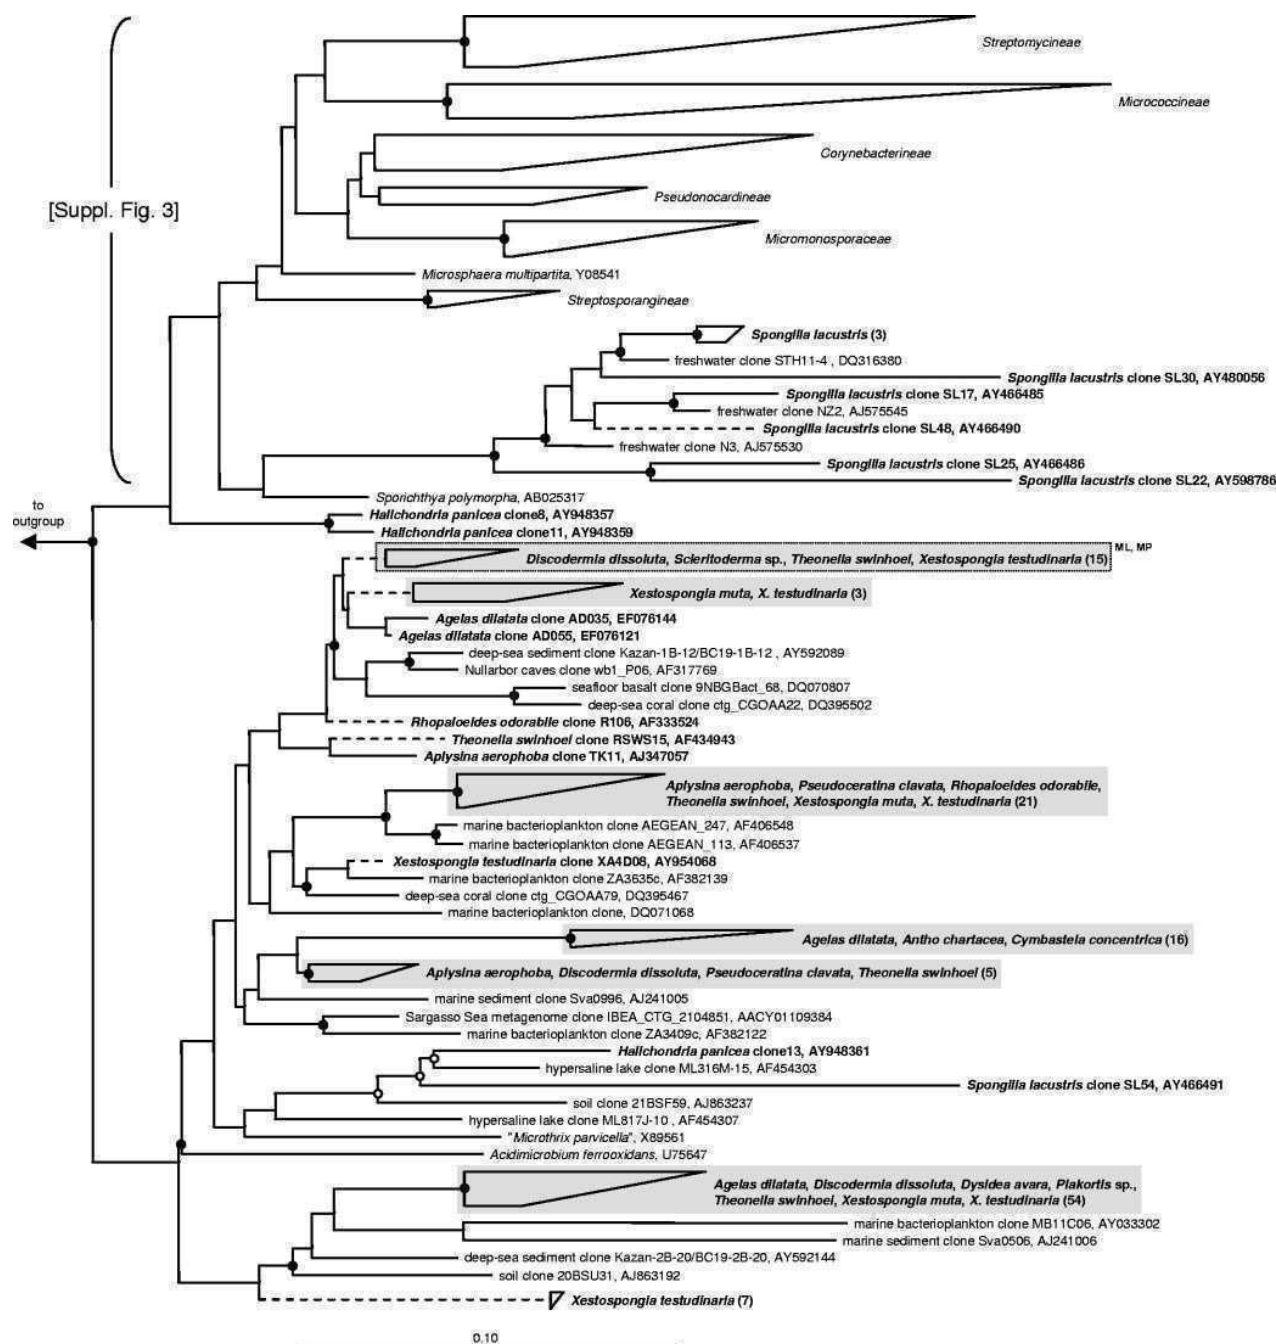 Streptomycineae
Micrococcineae
Corynebacterineae
[Suppl. Fig. 3]
Pseudonocardineae
Micromonosporaceae
Microsphaera multipartita, Y08541
Streptosporangineae
Spongilla lacustris (3)
freshwater clone STH11-4 , DQ316380
Spongilla lacustris clone SL30, AY480056
Spongilla lacustris clone SL17, AY466485
freshwater clone NZ2, AJ575545
Spongilla lacustris clone SL48, AY466490
freshwater clone N3, AJ575530
Spongilla lacustris clone SL25, AY466486
Spongilla lacustris clone SL22, AY598786
Sporichthya polymorpha, AB025317
to
outgroup
Halichondria panicea clone8, AY948357
Halichondria panicea clone11, AY948359
ML, MP
Discodermia dissoluta, Scleritoderma sp., Theonella swinhoei, Xestospongia testudinaria (15)
Xestospongia muta, X. testudinaria (3)
Agelas dilatata clone AD035, EF076144
Agelas dilatata clone AD055, EF076121
deep-sea sediment clone Kazan-1B-12/BC19-1B-12 , AY592089
Nullarbor caves clone wb1_P06, AF317769
seafloor basalt clone 9NBGBact_68, DQ070807
deep-sea coral clone ctg_CGOAA22, DQ395502
Rhopaloeides odorabile clone R106, AF333524
Theonella swinhoei clone RSWS15, AF434943
Aplysina aerophoba clone TK11, AJ347057
Aplysina aerophoba, Pseudoceratina clavata, Rhopaloeides odorabile,
Theonella swinhoei, Xestospongia muta, X. testudinaria (21)
marine bacterioplankton clone AEGEAN_247, AF406548
marine bacterioplankton clone AEGEAN_113, AF406537
Xestospongia testudinaria clone XA4D08, AY954068
marine bacterioplankton clone ZA3635c, AF382139
deep-sea coral clone ctg_CGOAA79, DQ395467
marine bacterioplankton clone, DQ071068
Agelas dilatata, Antho chartacea, Cymbastela concentrica (16)
Aplysina aerophoba, Discodermia dissoluta, Pseudoceratina clavata, Theonella swinhoei (5)
marine sediment clone Sva0996, AJ241005
Sargasso Sea metagenome clone IBEA_CTG_2104851, AACY01109384
marine bacterioplankton clone ZA3409c, AF382122
Halichondria panicea clone13, AY948361
hypersaline lake clone ML316M-15, AF454303
Spongilla lacustris clone SL54, AY466491
soil clone 21BSF59, AJ863237
hypersaline lake clone ML817J-10 , AF454307
"Microthrix parvicella", X89561
Acidimicrobium ferrooxidans, U75647
Agelas dilatata, Discodermia dissoluta, Dysidea avara, Plakortis sp.,
Theonella swinhoei, Xestospongia muta, X. testudinaria (54)
marine bacterioplankton clone MB11C06, AY033302
marine sediment clone Sva0506, AJ241006
deep-sea sediment clone Kazan-2B-20/BC19-2B-20, AY592144
soil clone 20BSU31, AJ863192
Xestospongia testudinaria (7)
0.10